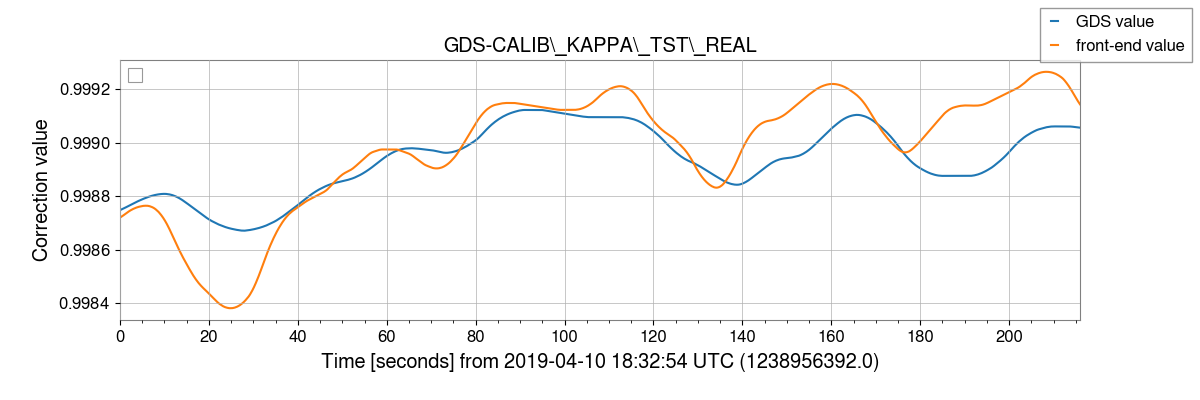 GDS value
front-end value
GDS-CALIB\_KAPPA\_TST\_REAL
Correction value
0.9992
0.9990
0.9988
0.9986
0.9984
0 20 40 60 80 100 120 140 160 180 200
Time [seconds] from 2019-04-10 18:32:54 UTC (1238956392.0)